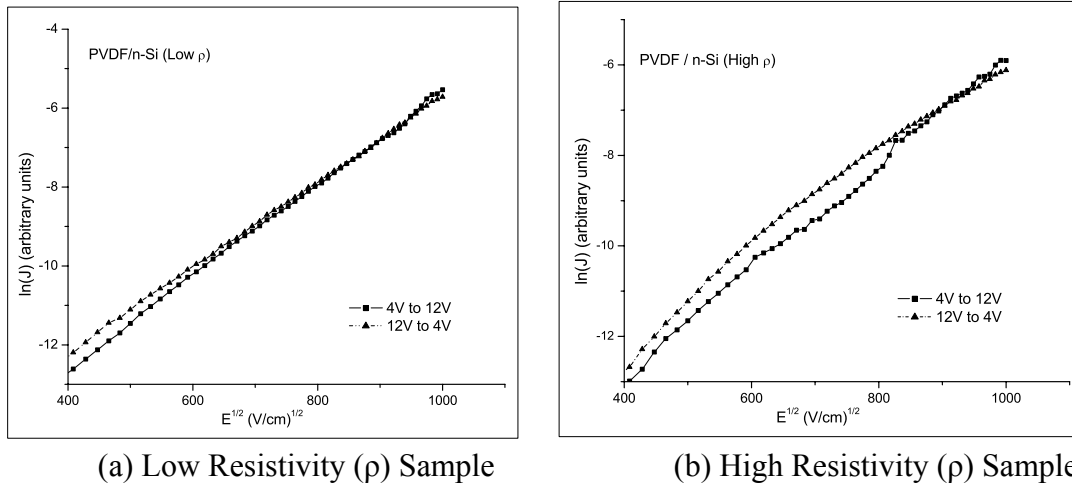 PVDF/n-Si (Low ρ)
ln(J) (arbitrary units)
-4
-6
-8
-10
-12
4V to 12V
12V to 4V
400
600
800
1000
E1/2 (V/cm)1/2
(a) Low Resistivity (ρ) Sample
PVDF / n-Si (High ρ)
ln(J) (arbitrary units)
-6
-8
-10
-12
4V to 12V
12V to 4V
400
600
800
1000
E1/2 (V/cm)1/2
(b) High Resistivity (ρ) Sample